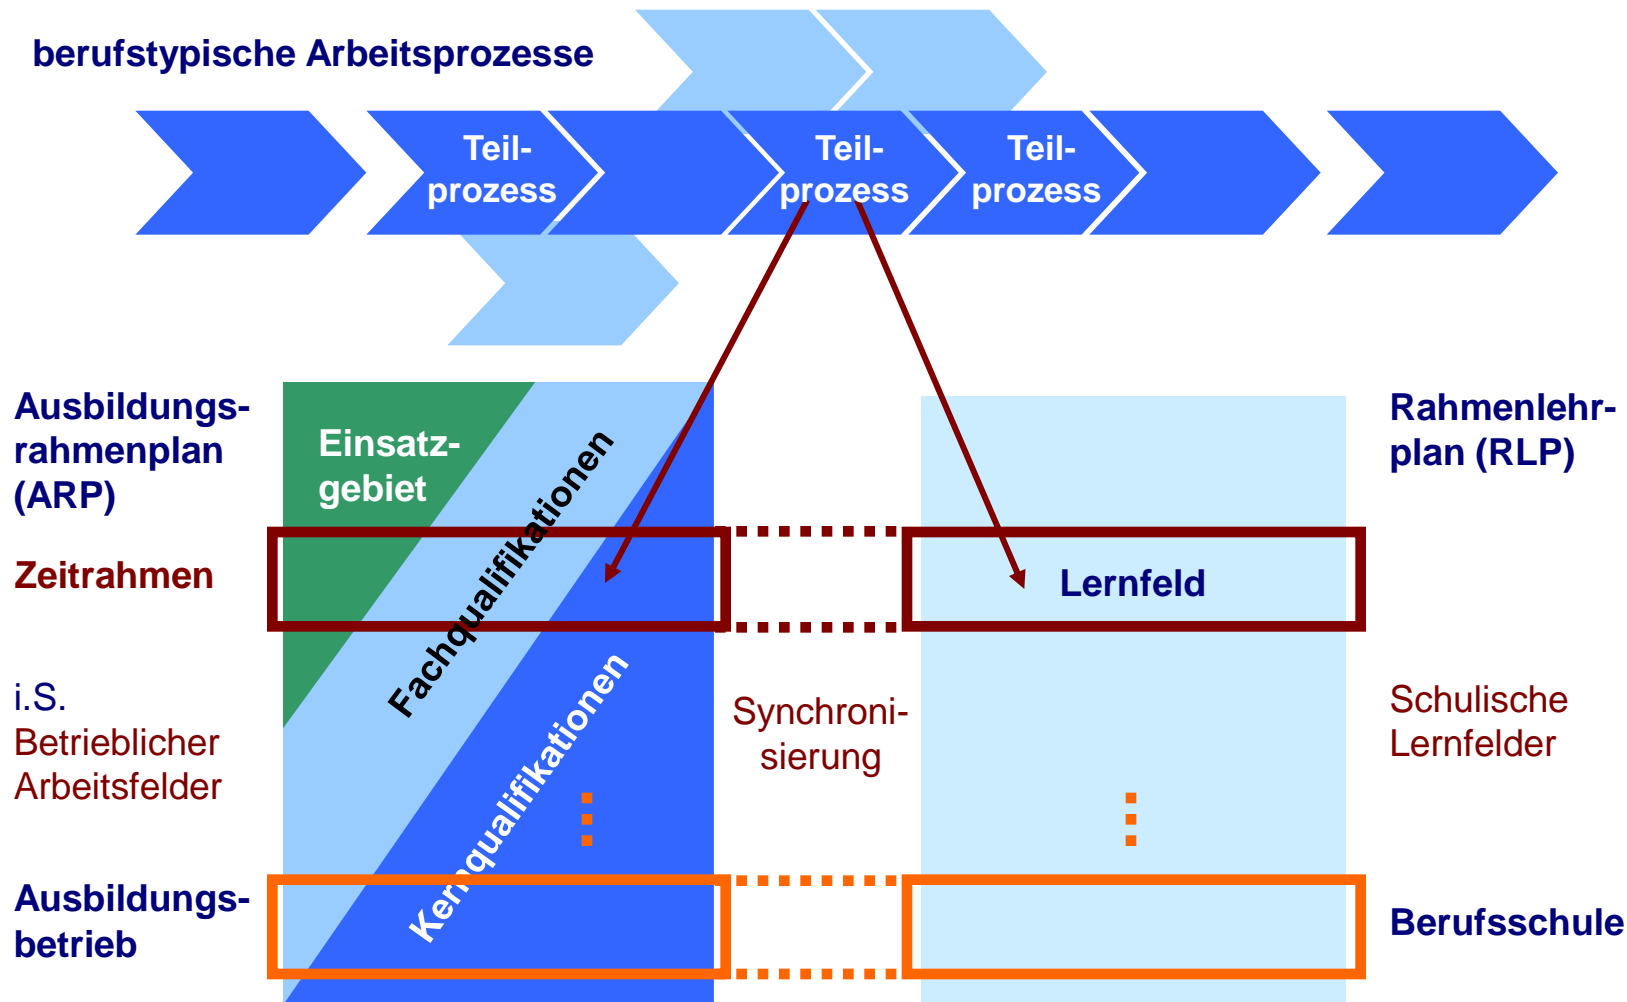 berufstypische Arbeitsprozesse
Teil-
prozess
Teil-
prozess
Teil-
prozess
Ausbildungs-
rahmenplan
(ARP)
Einsatz-
gebiet
Fachqualifikationen
Kernqualifikationen
Rahmenlehr-
plan (RLP)
Zeitrahmen
Lernfeld
i.S.
Betrieblicher
Arbeitsfelder
Synchroni-
sierung
Schulische
Lernfelder
Ausbildungs-
betrieb
Berufsschule